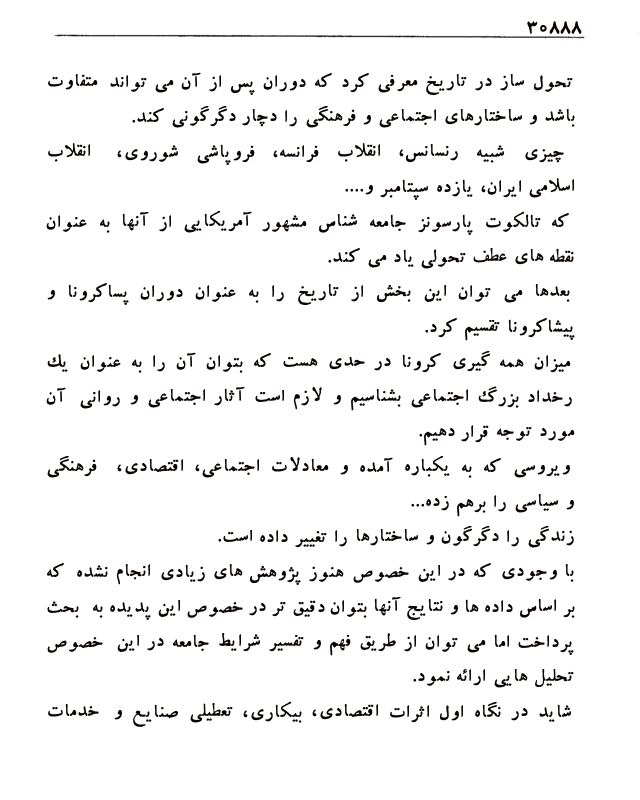 ۳۰۸۸۸
تحول ساز در تاریخ معرفی کرد که دوران پس از آن می تواند متفاوت
باشد و ساختارهای اجتماعی و فرهنگی را دچار دگرگونی کند.
چیزی شبیه رنسانس، انقلاب فرانسه، فروپاشی شوروی، انقلاب
اسلامی ایران، یازده سپتامبر و....
که تالکوت پارسونز جامعه شناس مشهور آمریکایی از آنها به عنوان
نقطه های عطف تحولی یاد می کند.
بعدها می توان این بخش از تاریخ را به عنوان دوران پساکرونا و
پیشاکرونا تقسیم کرد.
میزان همه گیری کرونا در حدی هست که بتوان آن را به عنوان یك
رخداد بزرگ اجتماعی بشناسیم و لازم است آثار اجتماعی و روانی آن
مورد توجه قرار دهیم.
ویروسی که به یکباره آمده و معادلات اجتماعی، اقتصادی، فرهنگی
و سیاسی را برهم زده...
زندگی را دگرگون و ساختارها را تغییر داده است.
با وجودی که در این خصوص هنوز پژوهش های زیادی انجام نشده که
بر اساس داده ها و نتایج آنها بتوان دقیق تر در خصوص این پدیده به بحث
پرداخت اما می توان از طریق فهم و تفسیر شرایط جامعه در این خصوص
تحلیل هایی ارائه نمود.
شاید در نگاه اول اثرات اقتصادی، بیکاری، تعطیلی صنایع و خدمات